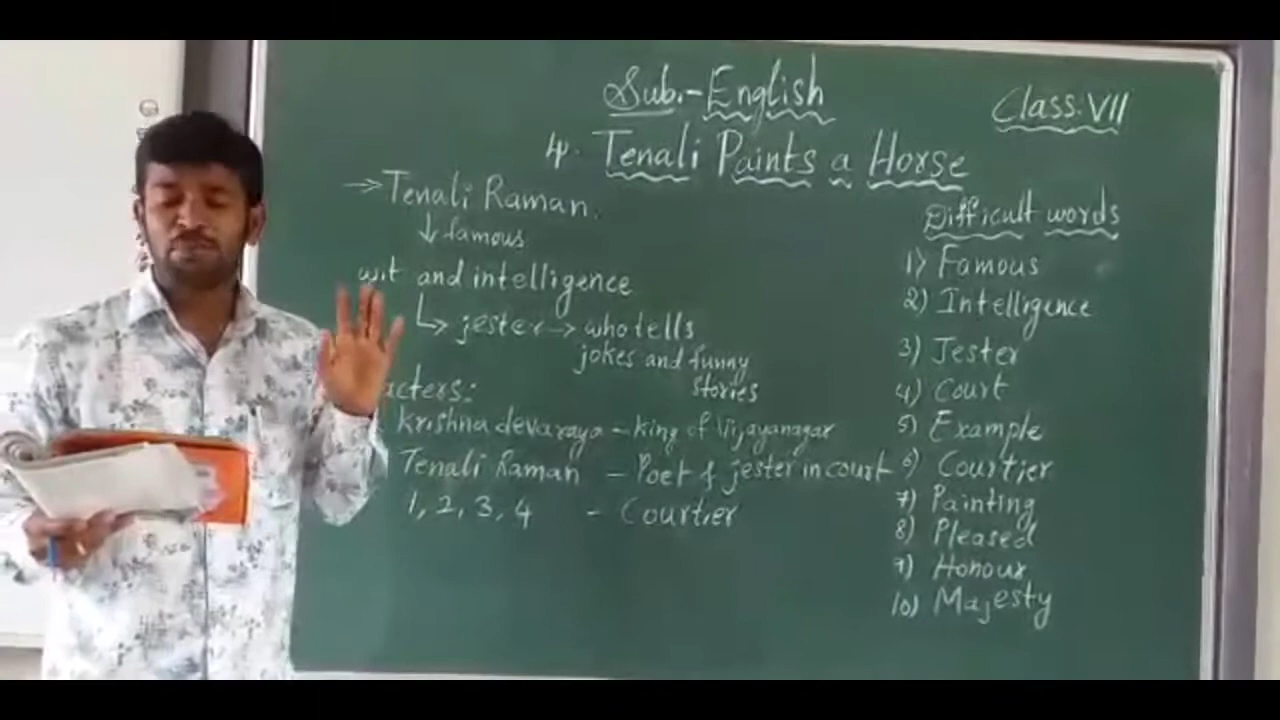 Sub:- English
Class: VII
4. Tenali Paints a Horse
→ Tenali Raman.
↓ famous
wit and intelligence
↳ jester → who tells
jokes and funny
stories
acters:
Krishnadevaraya – King of Vijayanagar
Tenali Raman – Poet & jester in court
1, 2, 3, 4 – Courtier
Difficult words
1) Famous
2) Intelligence
3) Jester
4) Court
5) Example
6) Courtier
7) Painting
8) Pleased
9) Honour
10) Majesty